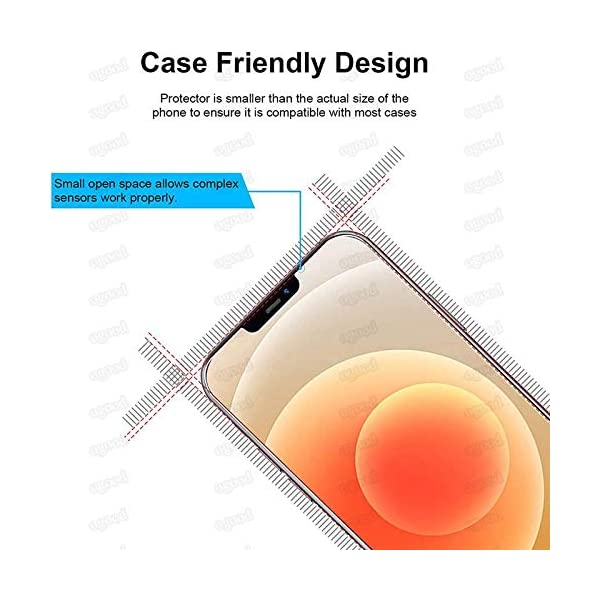 Case Friendly Design
Protector is smaller than the actual size of the
phone to ensure it is compatible with most cases
Small open space allows complex
sensors work properly.